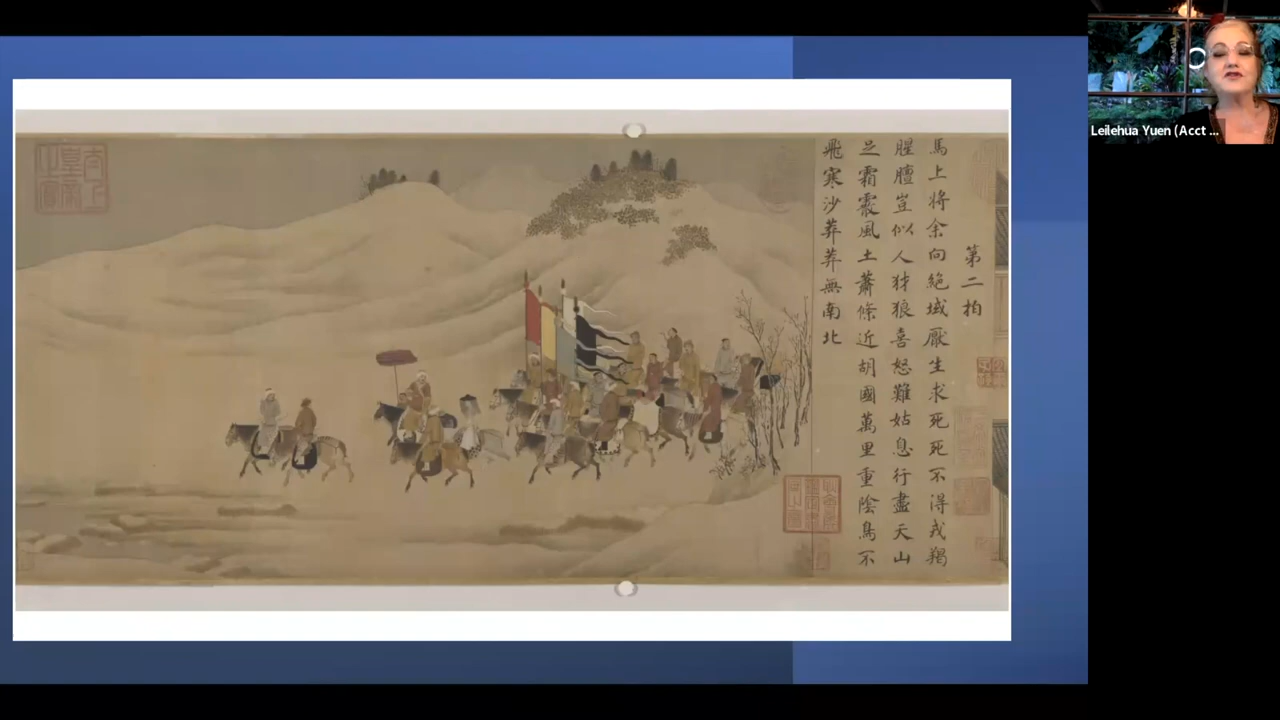 第二拍
馬上將余向絕域厭生求死死不得戎羯
腥膻豈似人豺狼喜怒難姑息行盡天山
足霜霰風土蕭條近胡國萬里重陰鳥不
飛寒沙莽莽無南北
Leilehua Yuen (Acct ...